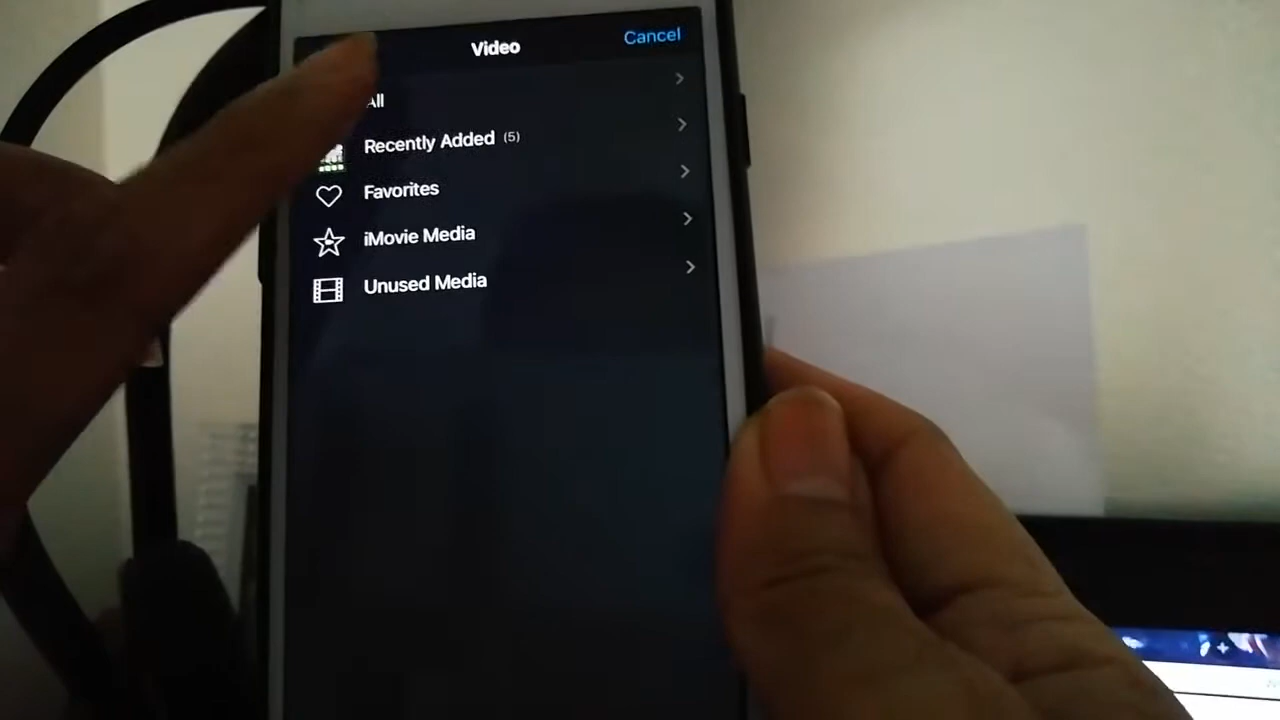 Video
Cancel
All
Recently Added (5)
Favorites
iMovie Media
Unused Media